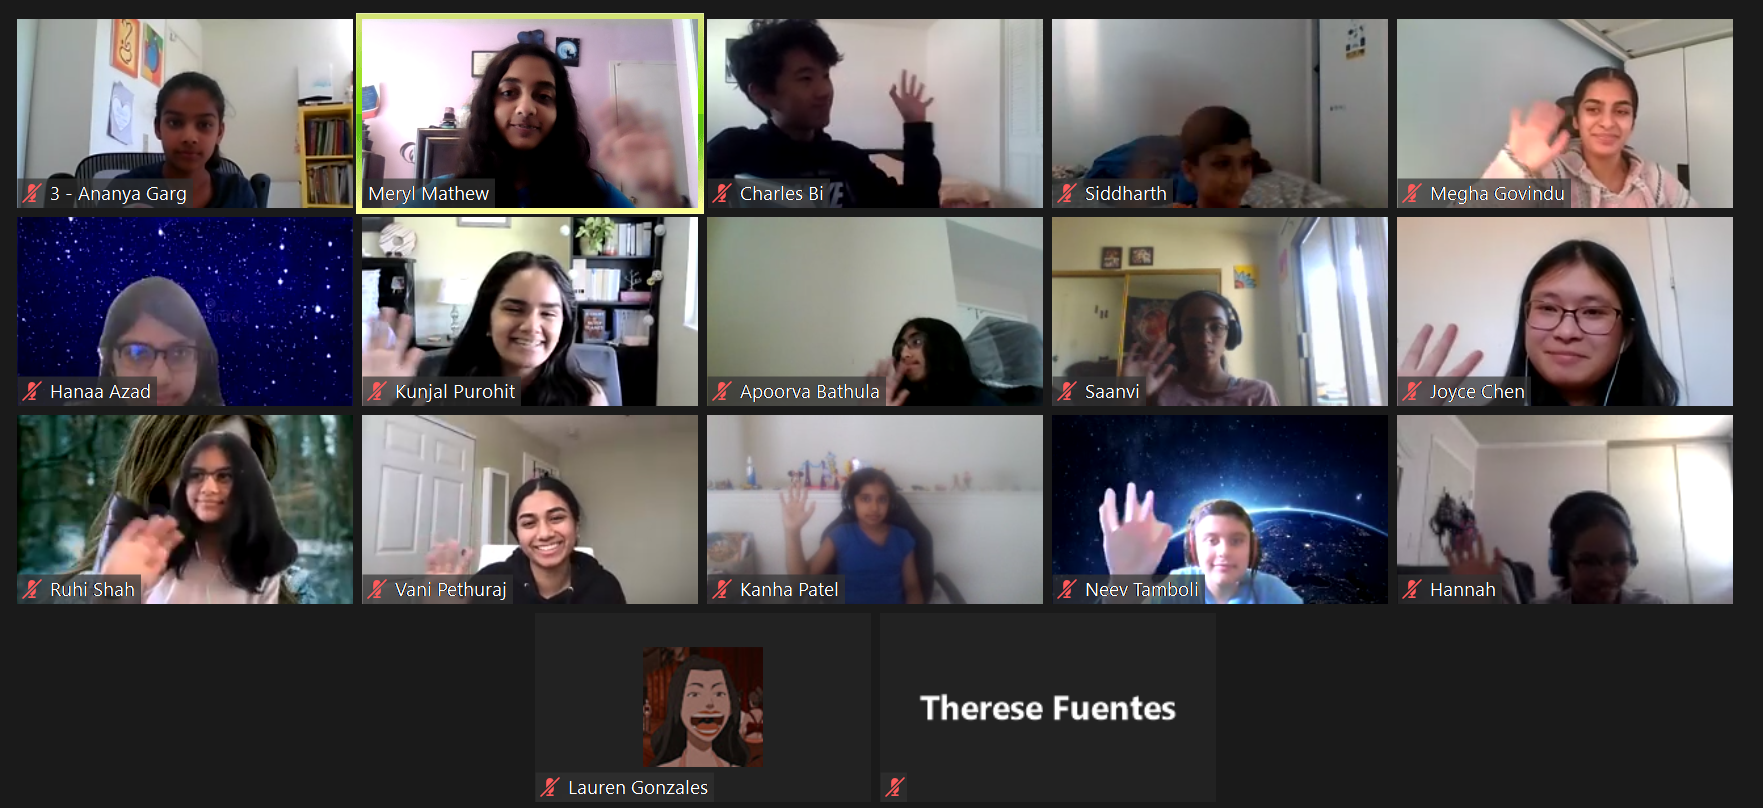 3 - Ananya Garg
Meryl Mathew
Charles Bi
Siddharth
Megha Govindu
Hanaa Azad
Kunjal Purohit
Apoorva Bathula
Saanvi
Joyce Chen
Ruhi Shah
Vani Pethuraj
Kanha Patel
Neev Tamboli
Hannah
Lauren Gonzales
Therese Fuentes